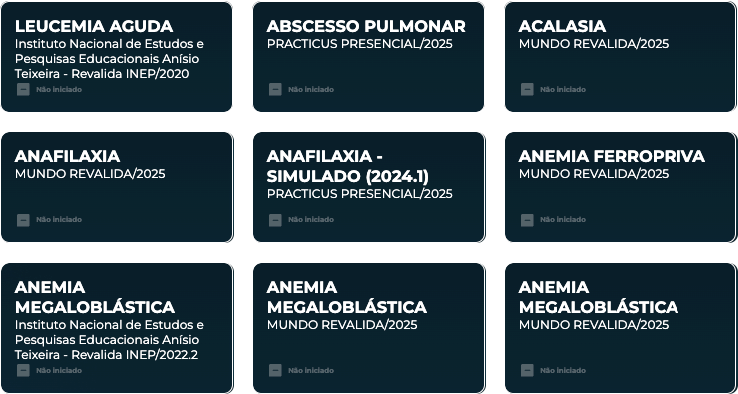 LEUCEMIA AGUDA
Instituto Nacional de Estudos e
Pesquisas Educacionais Anísio
Teixeira - Revalida INEP/2020
Não iniciado
ABSCESSO PULMONAR
PRACTICUS PRESENCIAL/2025
Não iniciado
ACALASIA
MUNDO REVALIDA/2025
Não iniciado
ANAFILAXIA
MUNDO REVALIDA/2025
Não iniciado
ANAFILAXIA -
SIMULADO (2024.1)
PRACTICUS PRESENCIAL/2025
Não iniciado
ANEMIA FERROPRIVA
MUNDO REVALIDA/2025
Não iniciado
ANEMIA
MEGALOBLÁSTICA
Instituto Nacional de Estudos e
Pesquisas Educacionais Anísio
Teixeira - Revalida INEP/2022.2
Não iniciado
ANEMIA
MEGALOBLÁSTICA
MUNDO REVALIDA/2025
Não iniciado
ANEMIA
MEGALOBLÁSTICA
MUNDO REVALIDA/2025
Não iniciado